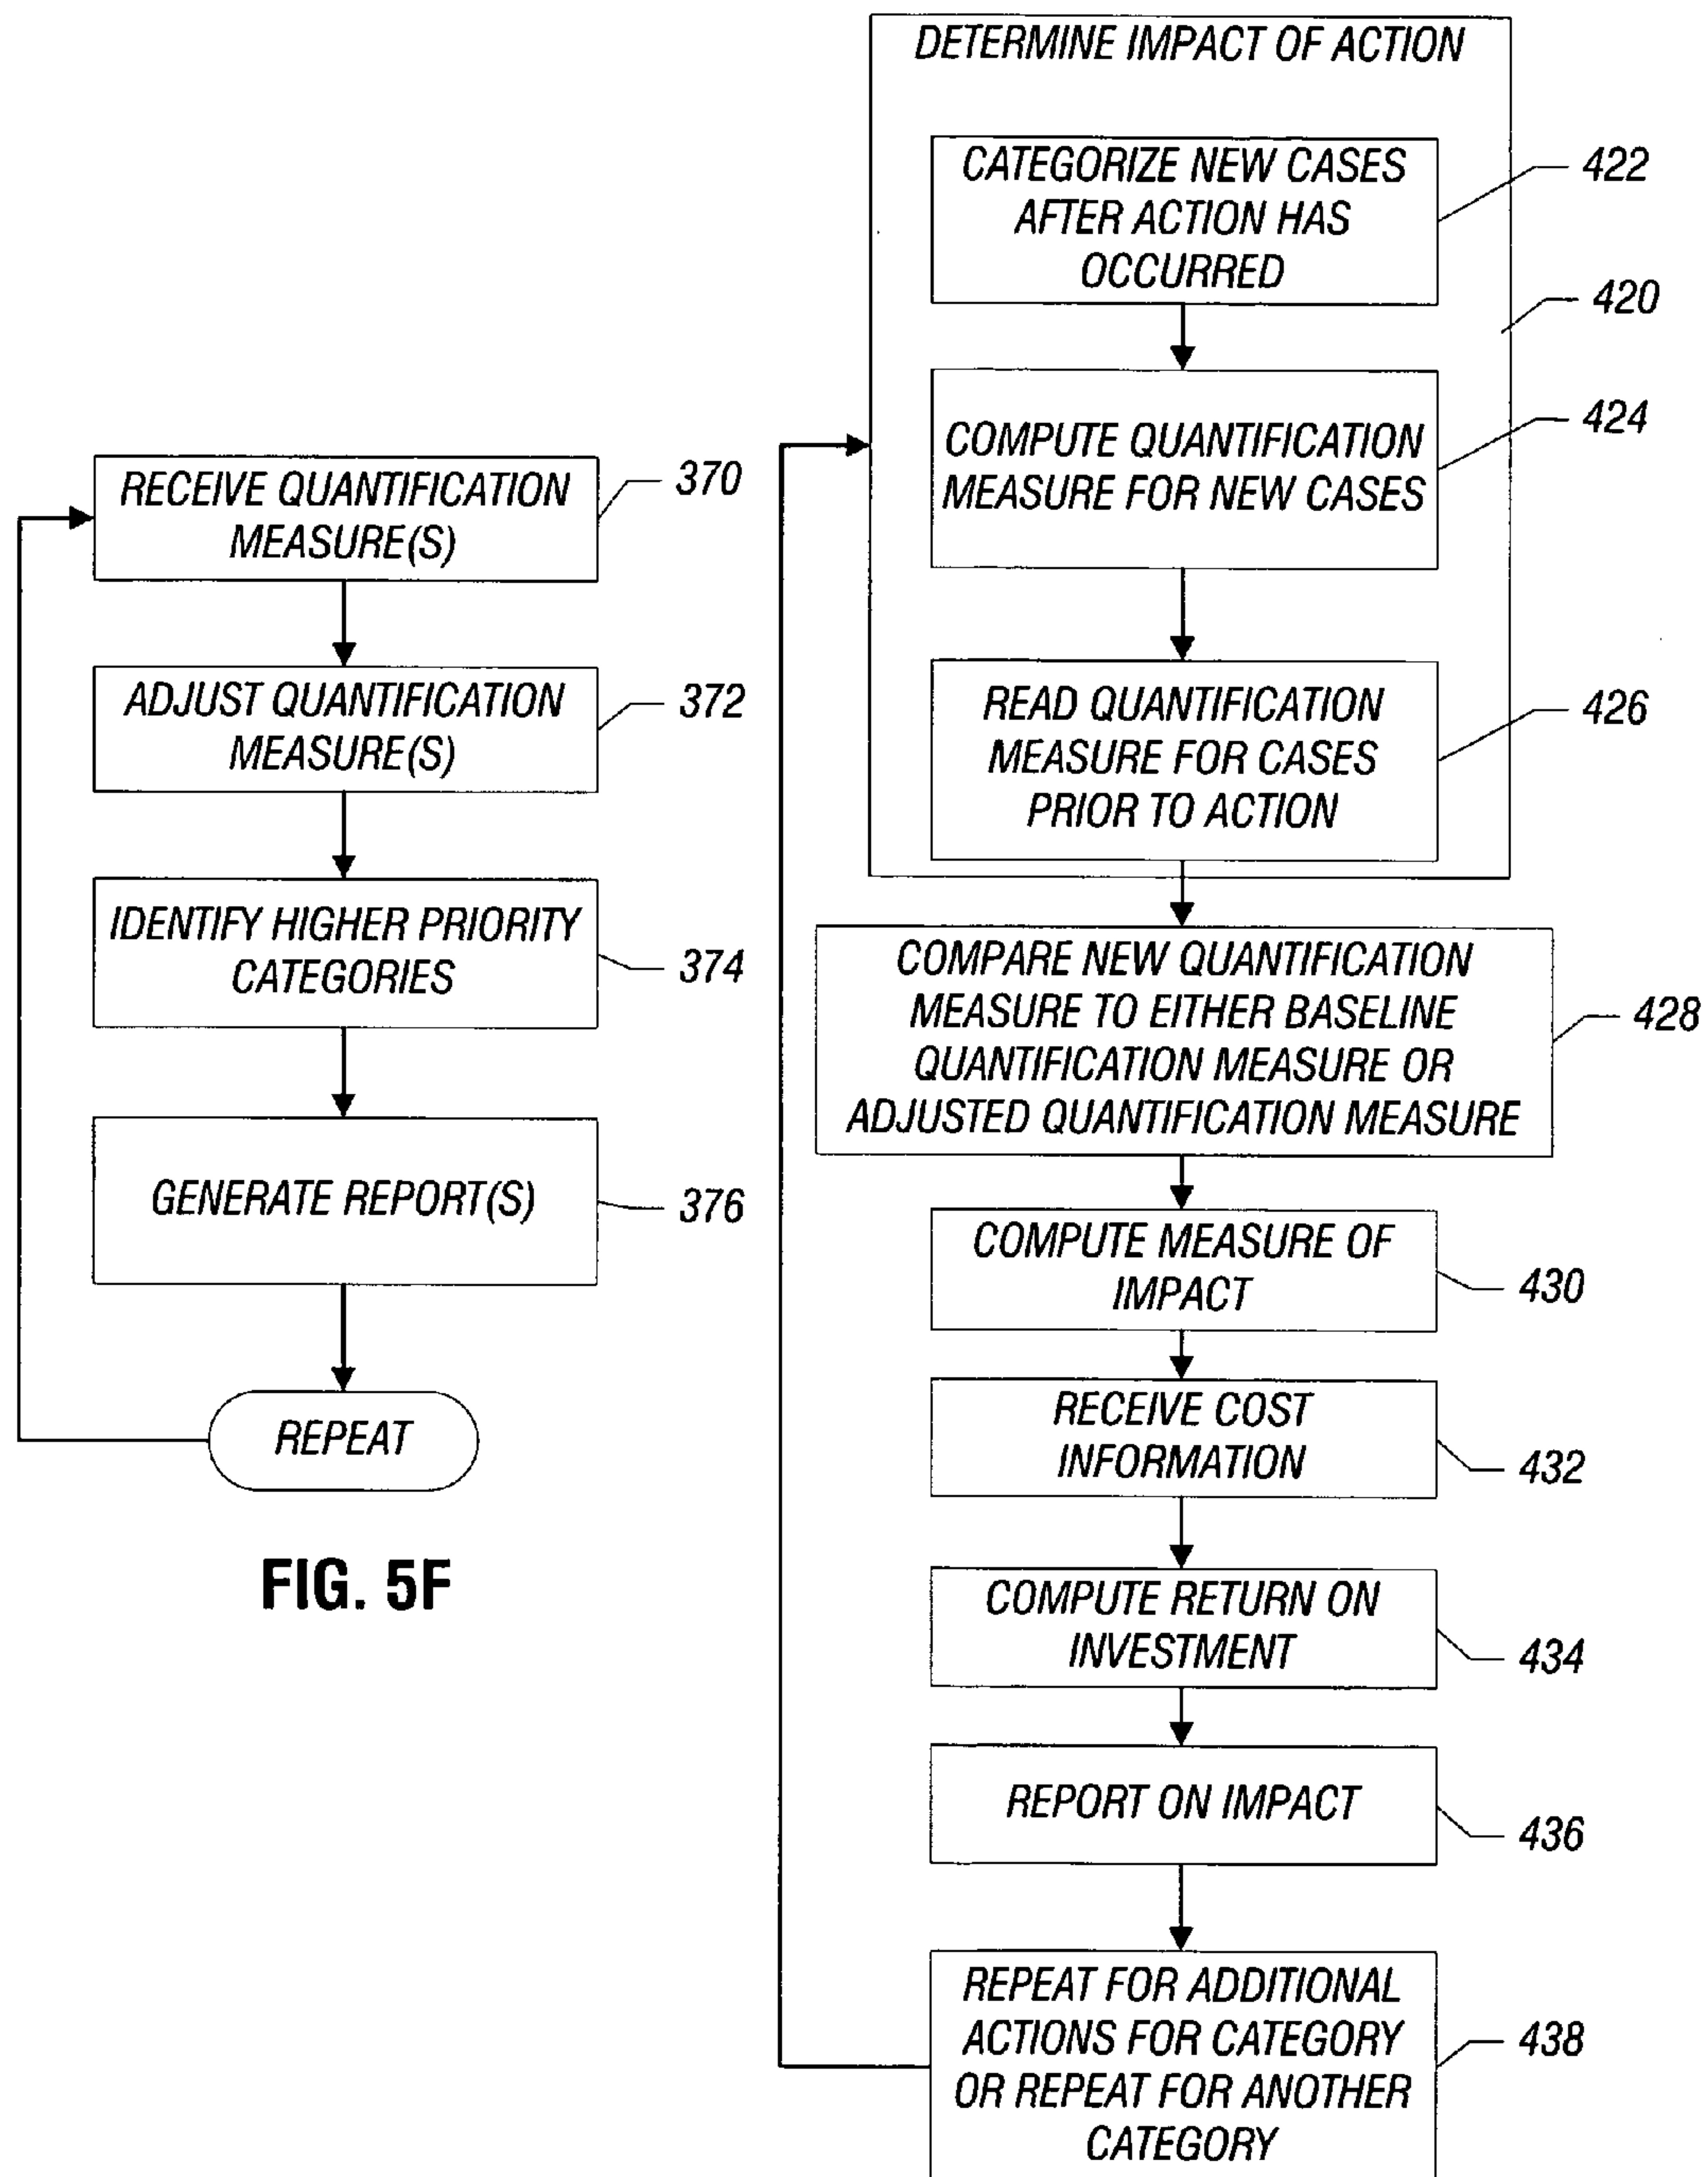 RECEIVE QUANTIFICATION
MEASURE(S)
370
ADJUST QUANTIFICATION
MEASURE(S)
372
IDENTIFY HIGHER PRIORITY
CATEGORIES
374
GENERATE REPORT(S)
376
REPEAT
FIG. 5F
DETERMINE IMPACT OF ACTION
CATEGORIZE NEW CASES
AFTER ACTION HAS
OCCURRED
422
420
COMPUTE QUANTIFICATION
MEASURE FOR NEW CASES
424
READ QUANTIFICATION
MEASURE FOR CASES
PRIOR TO ACTION
426
COMPARE NEW QUANTIFICATION
MEASURE TO EITHER BASELINE
QUANTIFICATION MEASURE OR
ADJUSTED QUANTIFICATION MEASURE
428
COMPUTE MEASURE OF
IMPACT
430
RECEIVE COST
INFORMATION
432
COMPUTE RETURN ON
INVESTMENT
434
REPORT ON IMPACT
436
REPEAT FOR ADDITIONAL
ACTIONS FOR CATEGORY
OR REPEAT FOR ANOTHER
CATEGORY
438